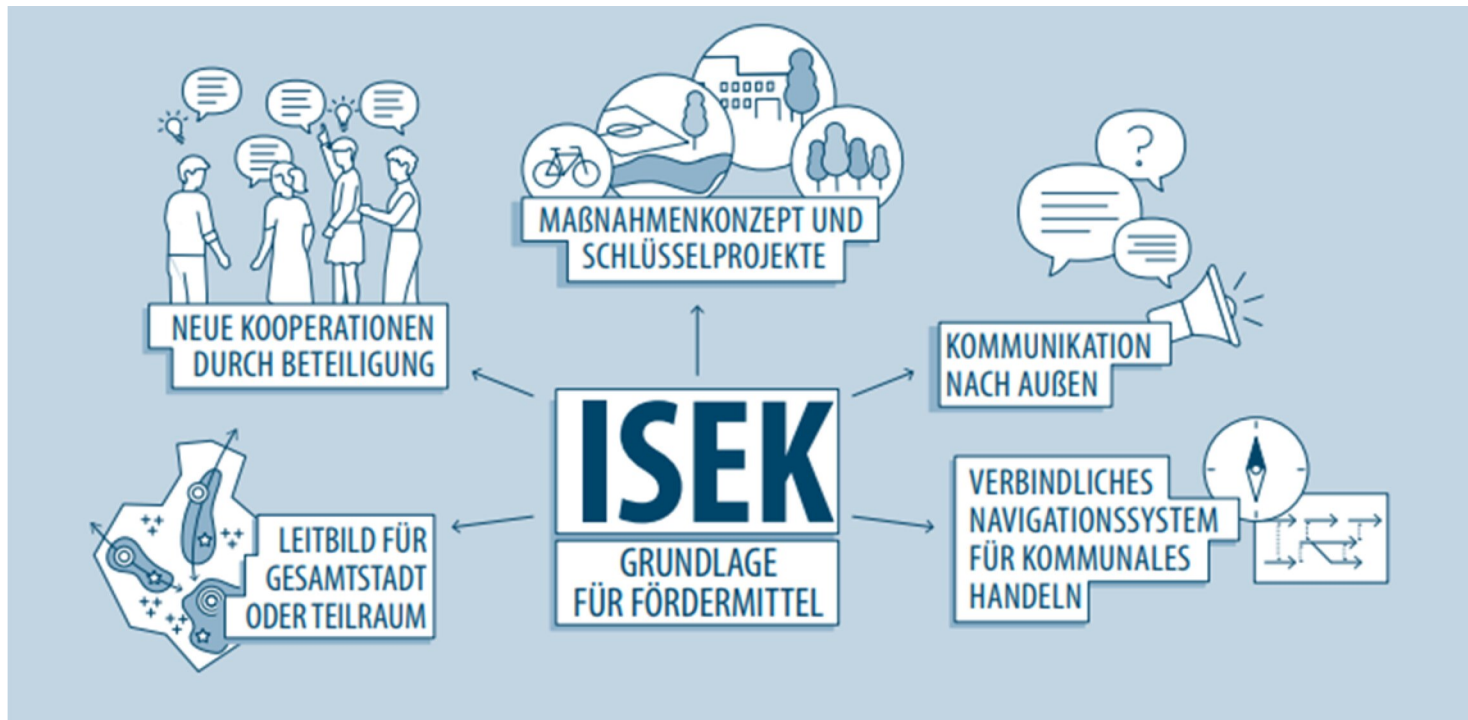 NEUE KOOPERATIONEN
DURCH BETEILIGUNG
MAẞNAHMENKONZEPT UND
SCHLÜSSELPROJEKTE
?
KOMMUNIKATION
NACH AUẞEN
ISEK
GRUNDLAGE
FÜR FÖRDERMITTEL
LEITBILD FÜR
GESAMTSTADT
ODER TEILRAUM
VERBINDLICHES
NAVIGATIONSSYSTEM
FÜR KOMMUNALES
HANDELN